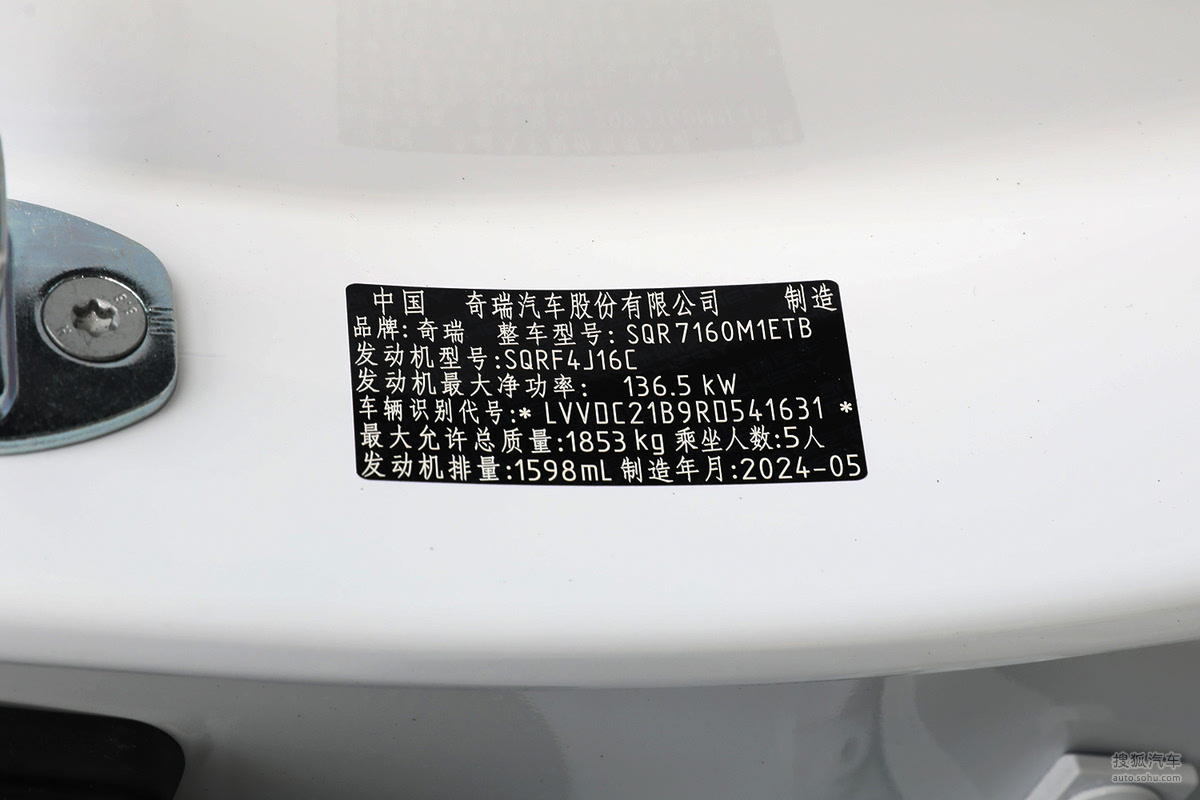 中国 奇瑞汽车股份有限公司 制造
品牌:奇瑞 整车型号:SQR7160M1ETB
发动机型号:SQRF4J16C
发动机最大净功率: 136.5 kW
车辆识别代号:* LVVDC21B9RD541631 *
最大允许总质量:1853 kg 乘坐人数:5人
发动机排量:1598mL 制造年月:2024-05
搜狐汽车
auto.sohu.com